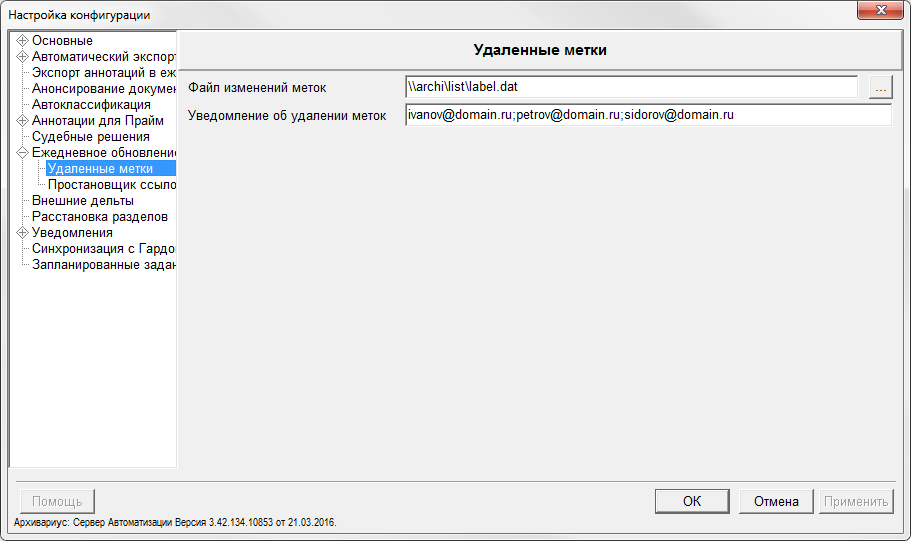 Настройка конфигурации
Основные
Автоматический экспорт
Экспорт аннотаций в еж
Анонсирование докумен
Автоклассификация
Аннотации для Прайм
Судебные решения
Ежедневное обновление
Удаленные метки
Простановщик ссыло
Внешние дельты
Расстановка разделов
Уведомления
Синхронизация с Гардо
Запланированные задан
Удаленные метки
Файл изменений меток \\archi\list\label.dat ...
Уведомление об удалении меток ivanov@domain.ru;petrov@domain.ru;sidorov@domain.ru
Помощь ОК Отмена Применить
Архивариус: Сервер Автоматизации Версия 3.42.134.10853 от 21.03.2016.